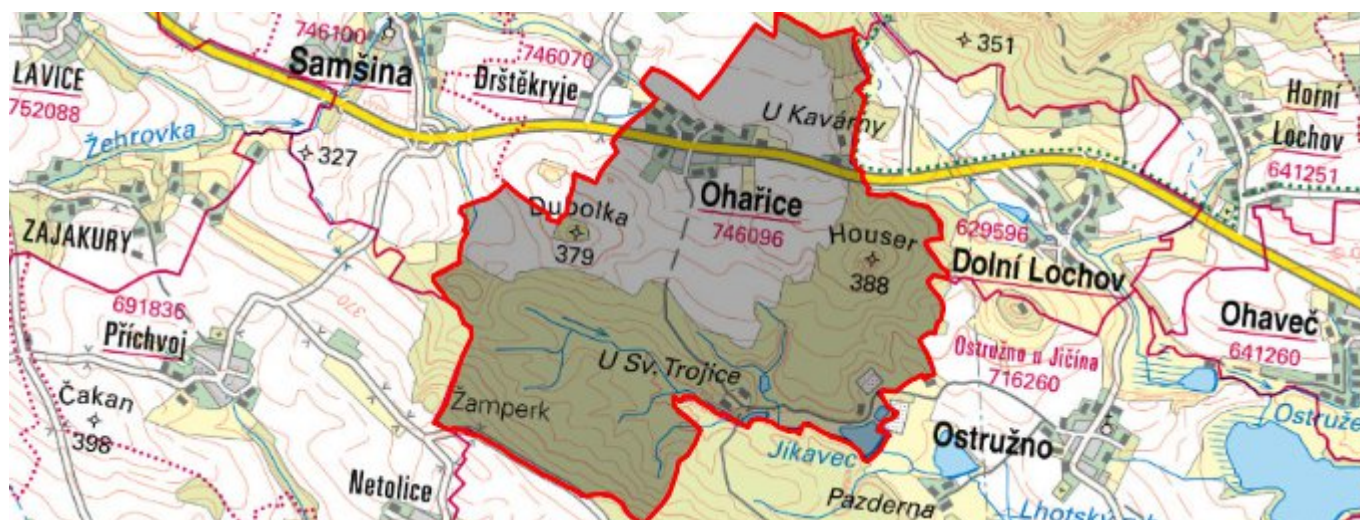 746100
351
LAVICE
752088
Samšina
746070
Drštěkryje
U Kavárny
Horní
Lochov
641251
Žehrovka
327
Ohařice
746096
Dubolka
379
Houser
388
629596
Dolní Lochov
ZAJAKURY
370
691836
Příchvoj
Ohaveč
641260
Ostružno u Jičína
716260
U Sv. Trojice
Žamperk
Čakan
398
Jikavec
Ostružno
Netolice
Pazderna